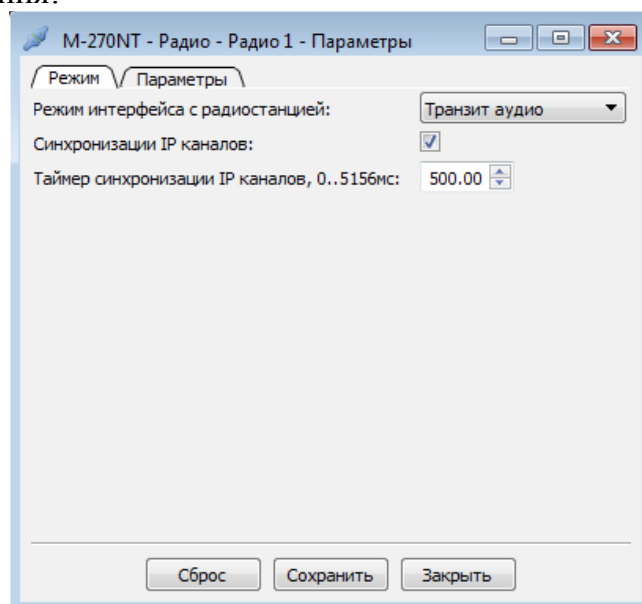 M-270NT - Радио - Радио 1 - Параметры
Режим Параметры
Режим интерфейса с радиостанцией: Транзит аудио
Синхронизации IP каналов:
Таймер синхронизации IP каналов, 0..5156мс: 500.00
Сброс Сохранить Закрыть